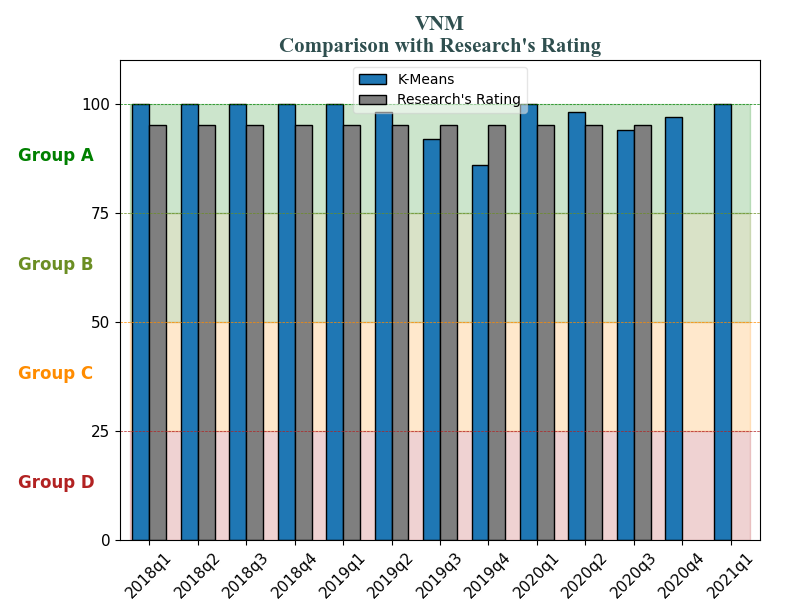 VNM
Comparison with Research's Rating
K-Means
Research's Rating
100
Group A
75
Group B
50
Group C
25
Group D
0
2018q1 2018q2 2018q3 2018q4 2019q1 2019q2 2019q3 2019q4 2020q1 2020q2 2020q3 2020q4 2021q1